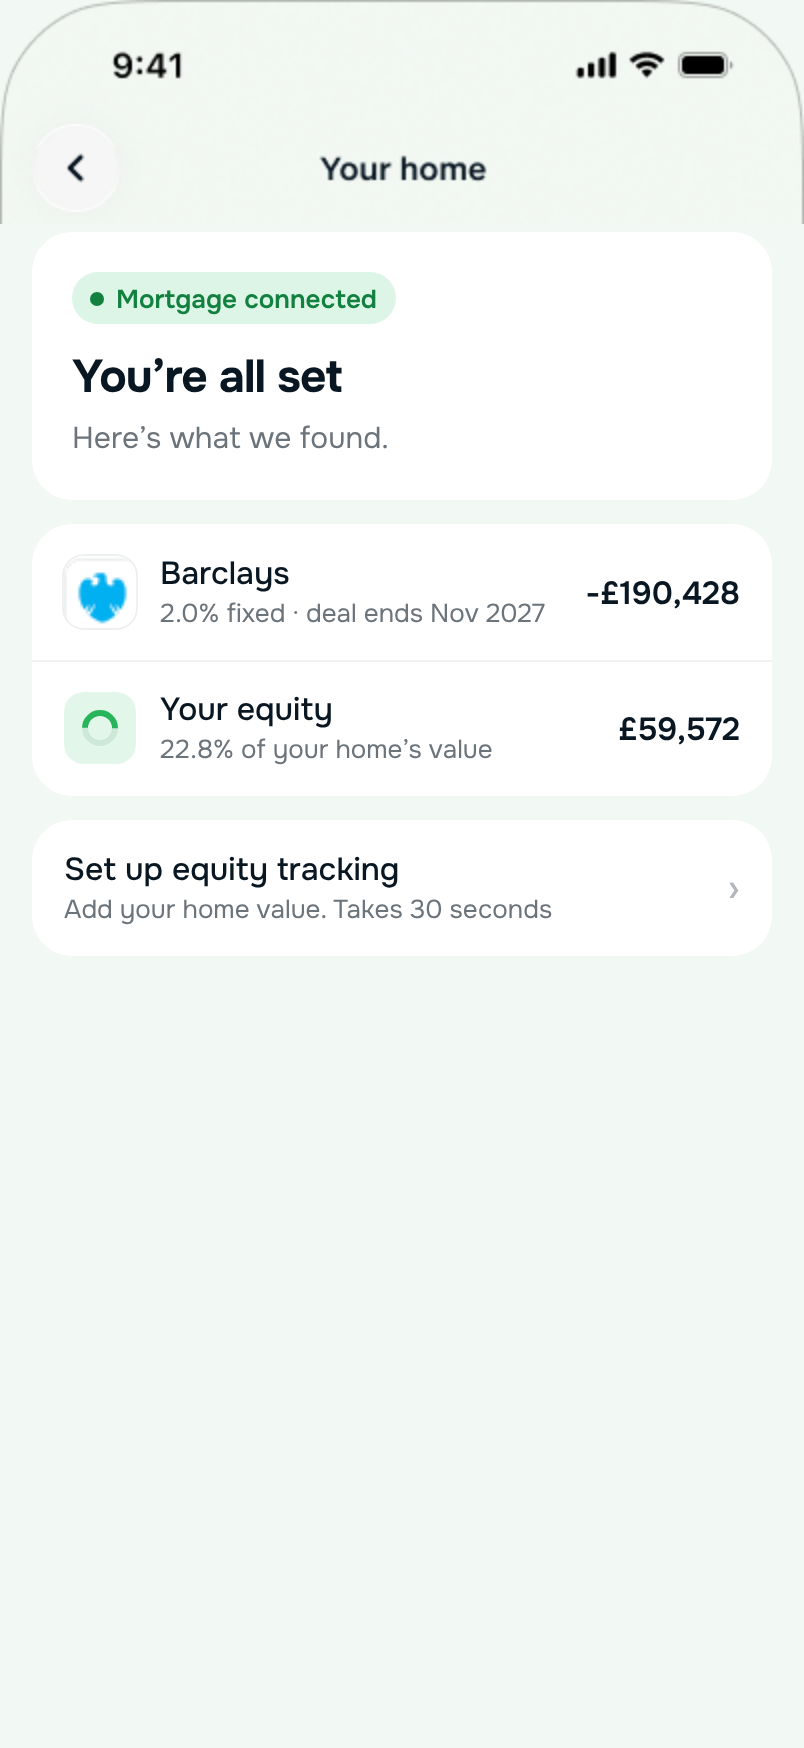 9:41
Your home
Mortgage connected
You’re all set
Here’s what we found.
Barclays
2.0% fixed · deal ends Nov 2027
-£190,428
Your equity
22.8% of your home’s value
£59,572
Set up equity tracking
Add your home value. Takes 30 seconds